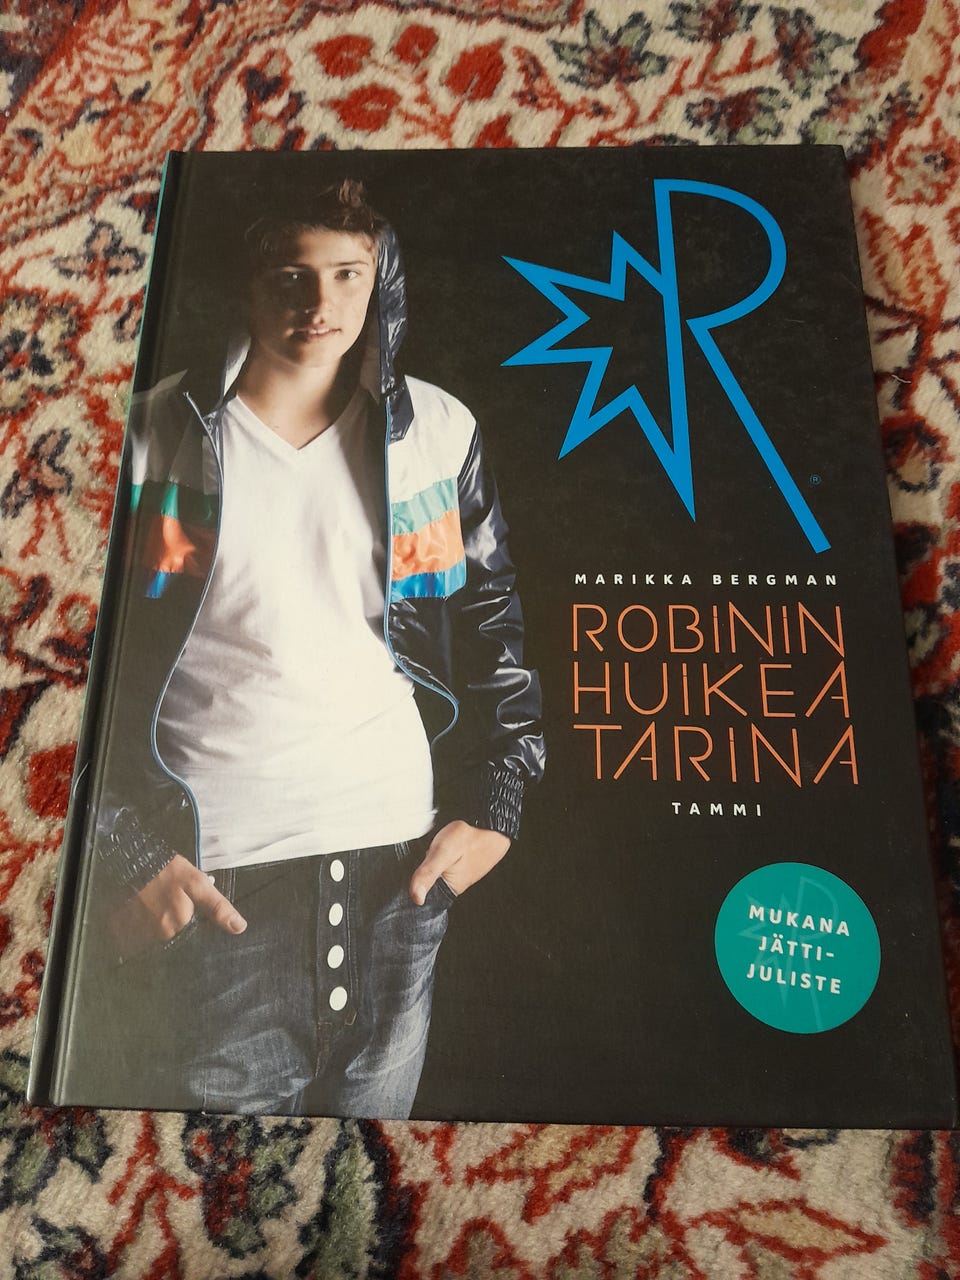 R
®
MARIKKA BERGMAN
ROBININ
HUIKEA
TARINA
TAMMI
MUKANA
JÄTTI-
JULISTE